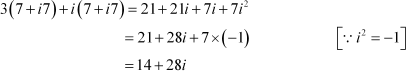 3(7+i7)+i(7+i7)=21+21i+7i+7i²
=21+28i+7×(−1) [∵ i²=−1]
=14+28i